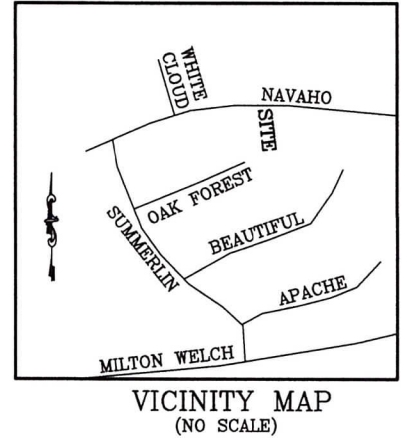 WHITE
CLOUD
NAVAHO
SITE
OAK FOREST
SUMMERLIN
BEAUTIFUL
APACHE
MILTON WELCH
VICINITY MAP
(NO SCALE)